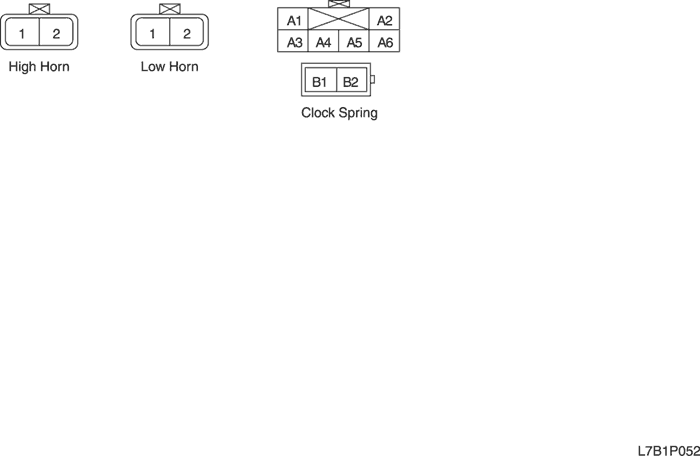 1 2
High Horn
1 2
Low Horn
A1 A2
A3 A4 A5 A6
B1 B2
Clock Spring
L7B1P052